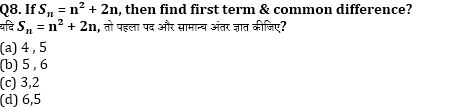 Q8. If Sₙ = n² + 2n, then find first term & common difference?
यदि Sₙ = n² + 2n, तो पहला पद और सामान्य अंतर ज्ञात कीजिए?
(a) 4 , 5
(b) 5 , 6
(c) 3,2
(d) 6,5